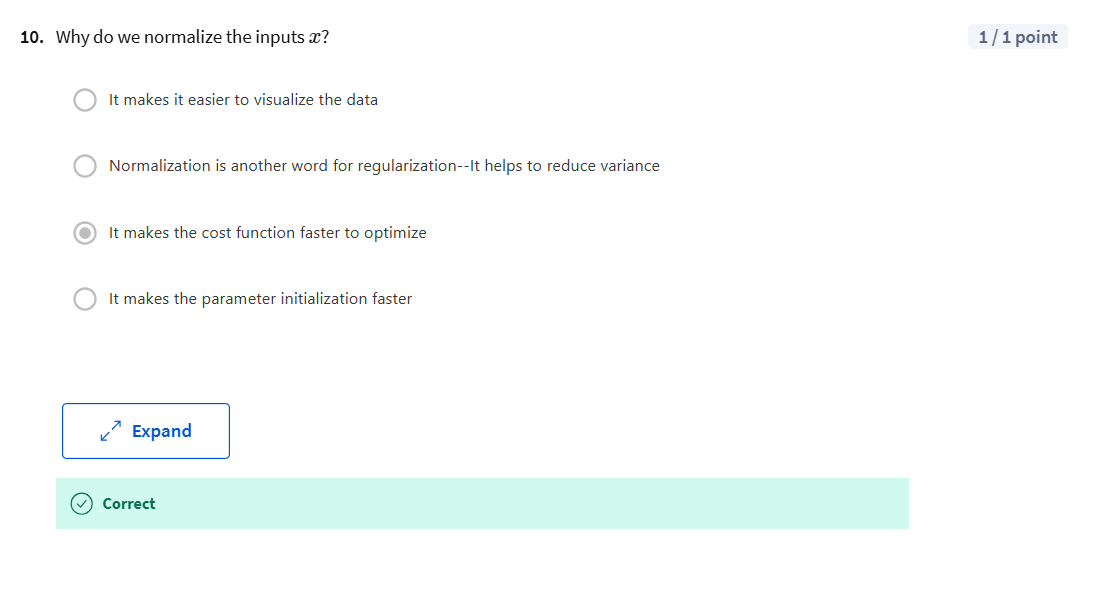 10. Why do we normalize the inputs x?
1 / 1 point
It makes it easier to visualize the data
Normalization is another word for regularization--It helps to reduce variance
It makes the cost function faster to optimize
It makes the parameter initialization faster
Expand
Correct